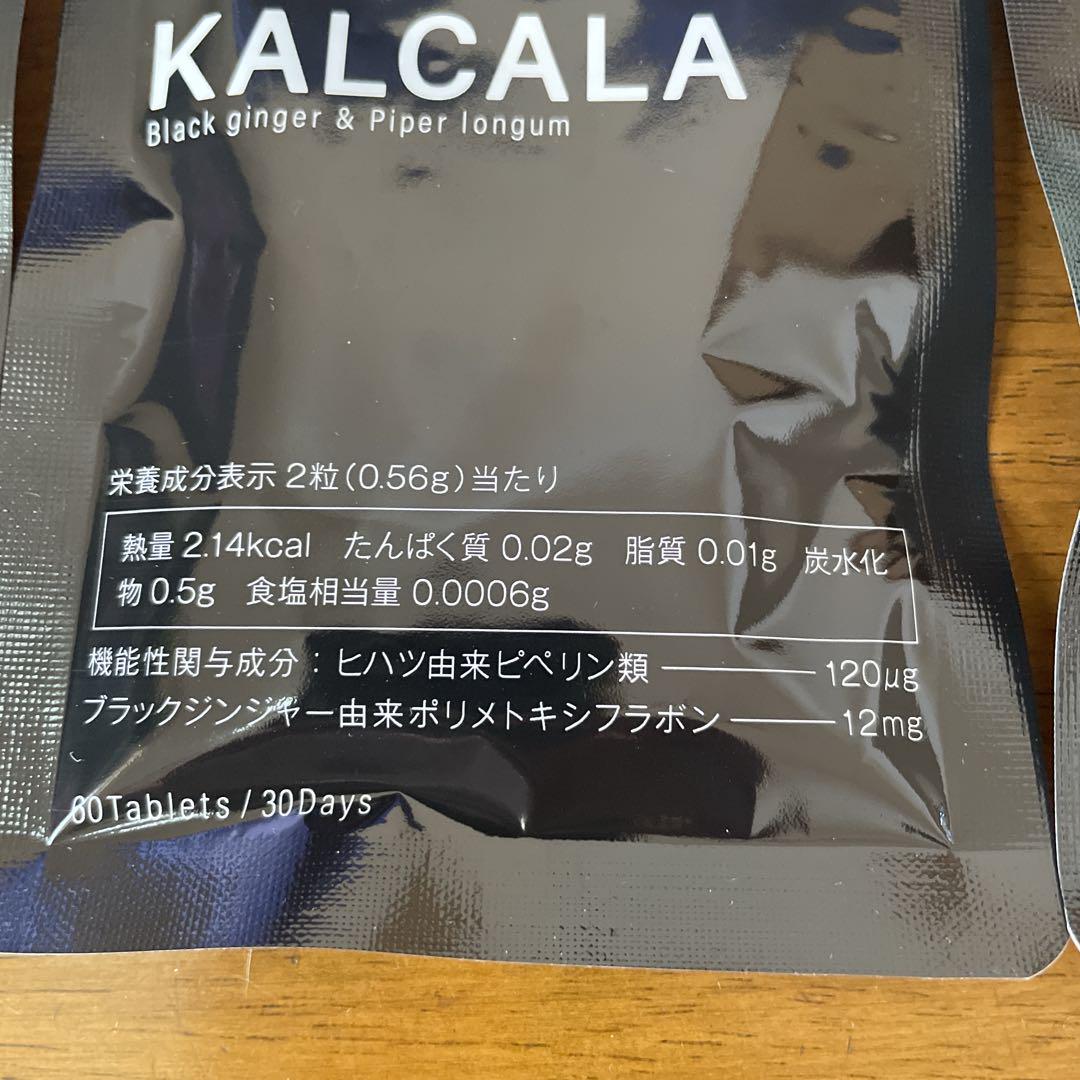 KALCALA
Black ginger & Piper longum
栄養成分表示 2粒(0.56g)当たり
熱量 2.14kcal たんぱく質 0.02g 脂質 0.01g 炭水化
物 0.5g 食塩相当量 0.0006g
機能性関与成分:ヒハツ由来ピペリン類 ——— 120μg
ブラックジンジャー由来ポリメトキシフラボン ——— 12mg
60Tablets / 30Days